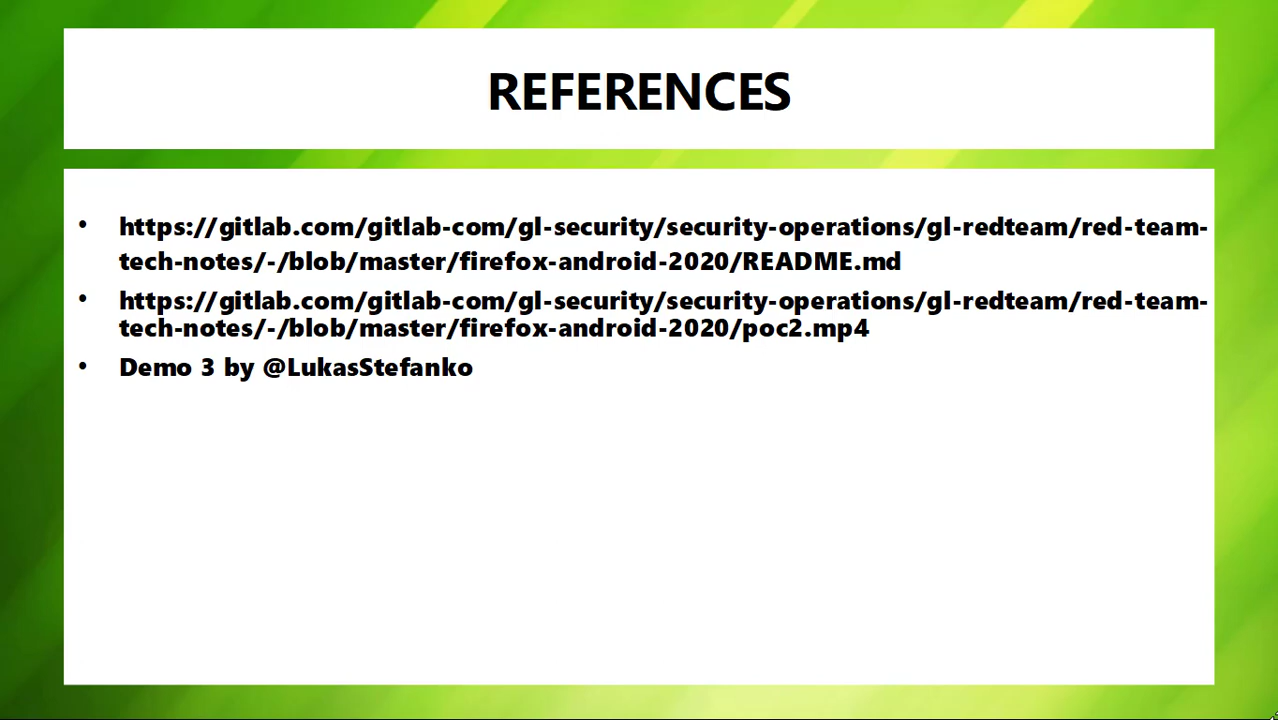 REFERENCES
• https://gitlab.com/gitlab-com/gl-security/security-operations/gl-redteam/red-team-
tech-notes/-/blob/master/firefox-android-2020/README.md
• https://gitlab.com/gitlab-com/gl-security/security-operations/gl-redteam/red-team-
tech-notes/-/blob/master/firefox-android-2020/poc2.mp4
• Demo 3 by @LukasStefanko